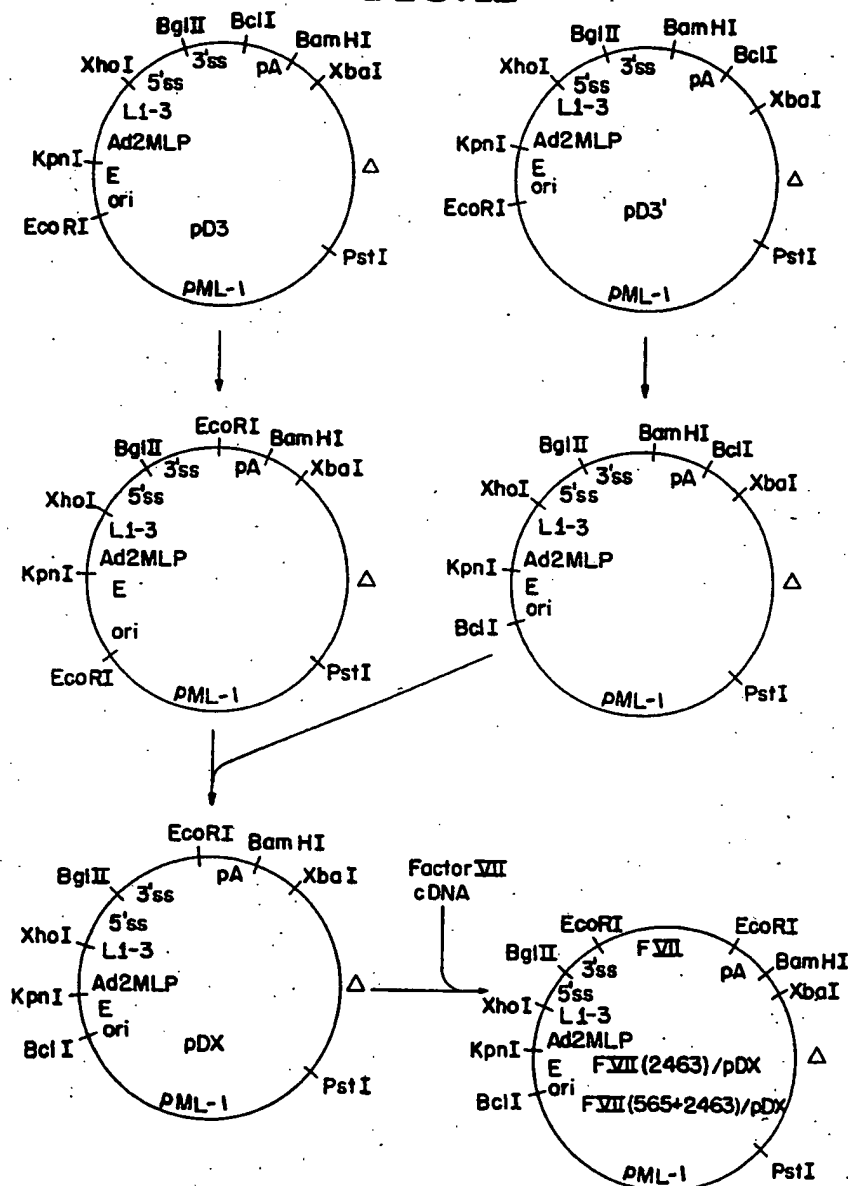 BglII
BclI
BamHI
XhoI
3'ss
pA
XbaI
5'ss
L1-3
KpnI
Ad2MLP
E
ori
EcoRI
pD3
Δ
PstI
pML-1
BglII
BamHI
XhoI
3'ss
BclI
5'ss
pA
L1-3
XbaI
KpnI
Ad2MLP
E
ori
EcoRI
pD3'
Δ
PstI
pML-1
EcoRI
BglII
BamHI
3'ss
pA
XbaI
XhoI
5'ss
L1-3
KpnI
Ad2MLP
E
Δ
ori
EcoRI
PstI
pML-1
BamHI
BglII
BclI
3'ss
pA
XhoI
5'ss
XbaI
L1-3
KpnI
Ad2MLP
E
Δ
ori
BclI
PstI
pML-1
EcoRI
BamHI
BglII
pA
3'ss
XbaI
XhoI
5'ss
L1-3
KpnI
Ad2MLP
Δ
E
ori
BclI
pDX
PstI
pML-1
Factor VII
cDNA
EcoRI
FVII
EcoRI
BglII
3'ss
pA
BamHI
XhoI
5'ss
XbaI
L1-3
KpnI
Ad2MLP
E
FVII(2463)/pDX
Δ
ori
BclI
FVII(565+2463)/pDX
PstI
pML-1